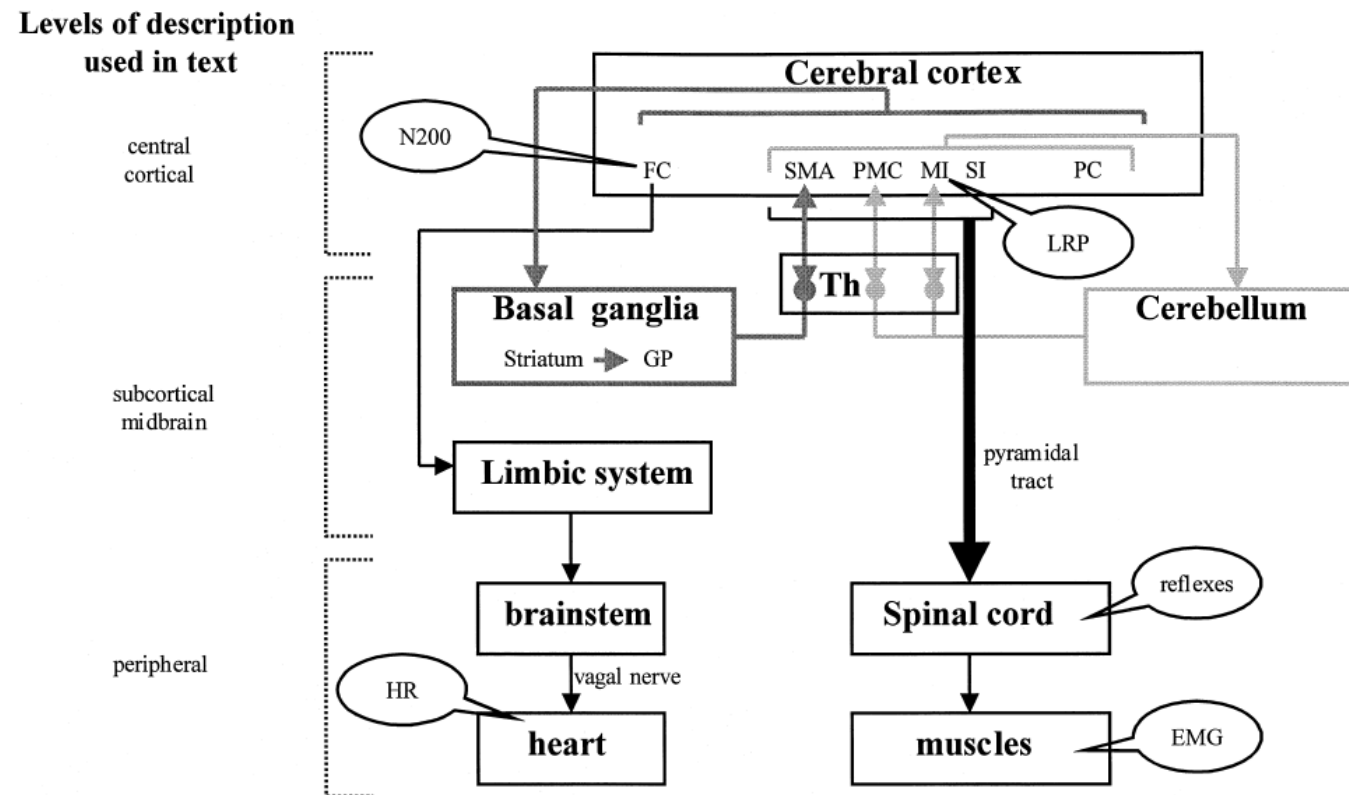 Levels of description
used in text
central
cortical
subcortical
midbrain
peripheral
Cerebral cortex
N200
FC
SMA PMC MI SI PC
LRP
Th
Basal ganglia
Striatum GP
Cerebellum
Limbic system
pyramidal
tract
brainstem
vagal nerve
HR
heart
Spinal cord
reflexes
muscles
EMG